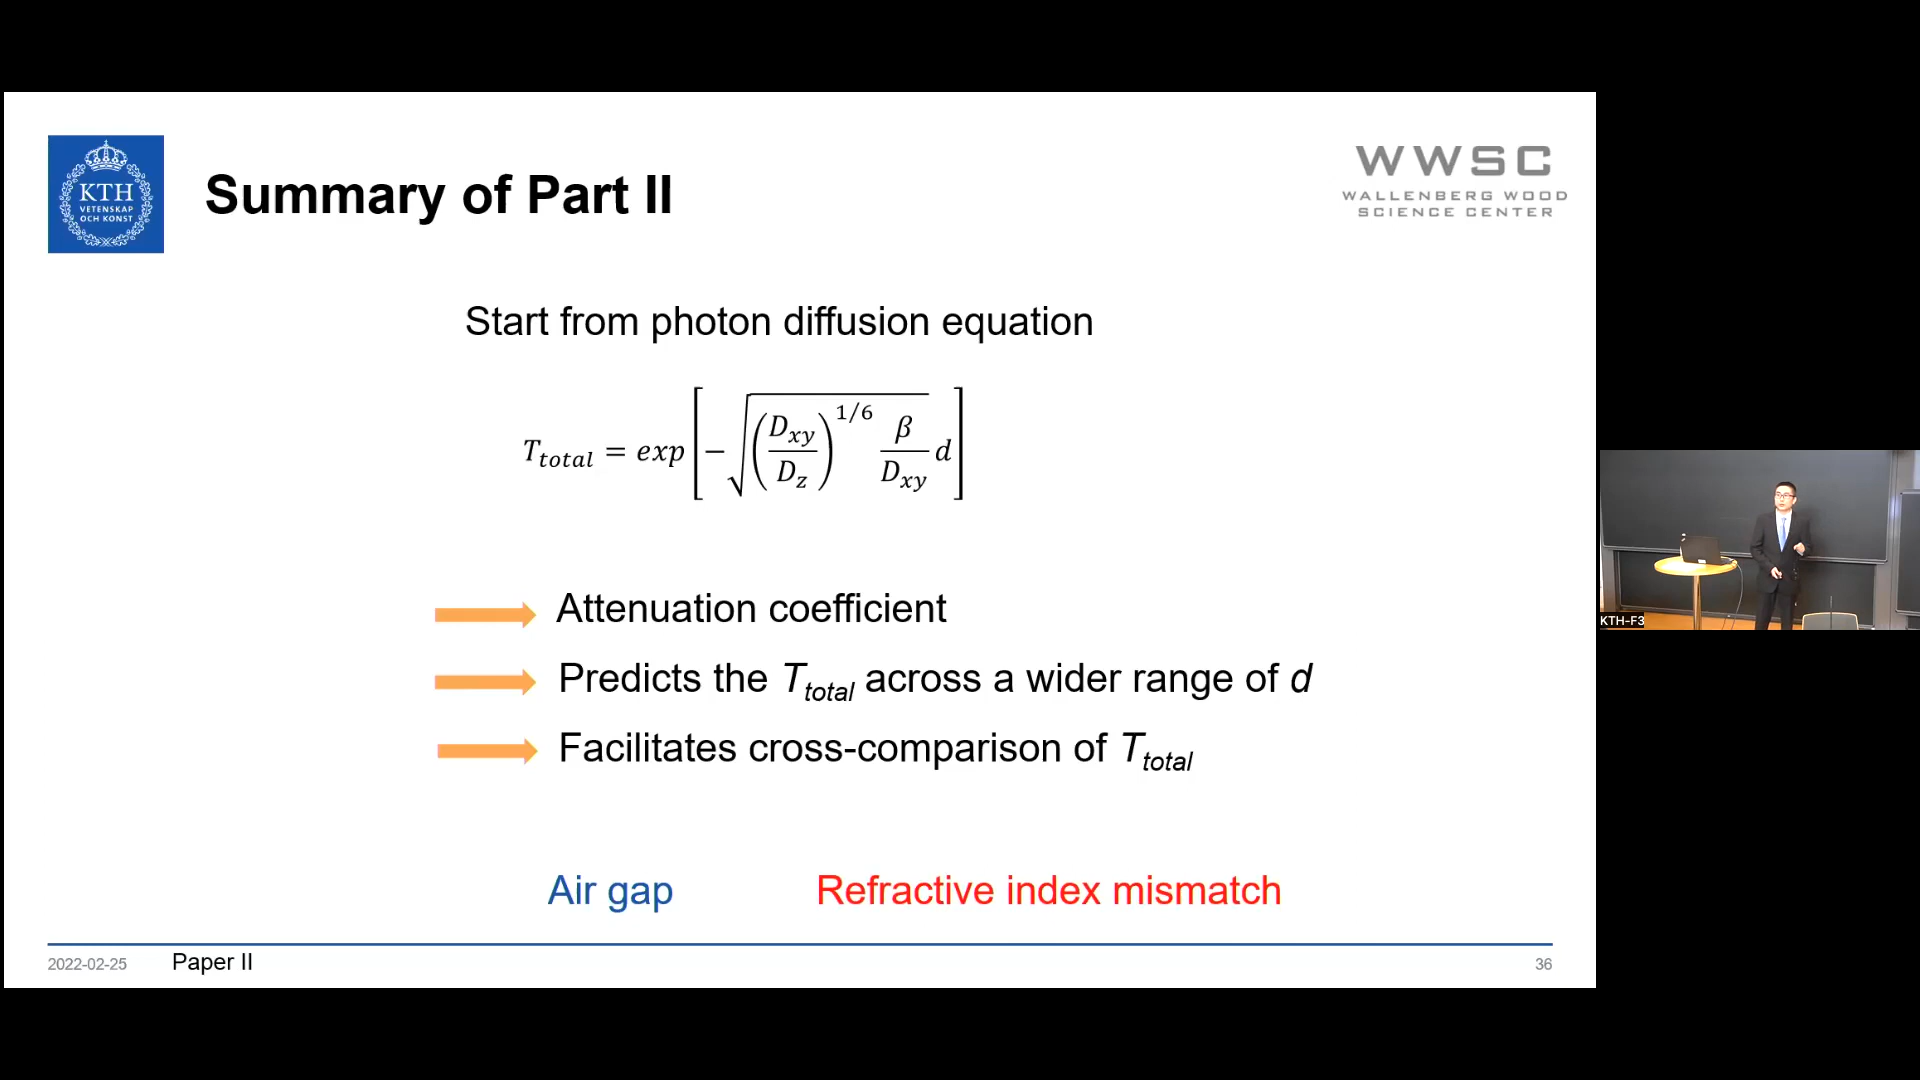 KTH
VETENSKAP
OCH KONST
Summary of Part II
WWSC
WALLENBERG WOOD
SCIENCE CENTER
Start from photon diffusion equation
T_total = exp[-√((D_xy/D_z)^{1/6} β/D_xy) d]
Attenuation coefficient
Predicts the T_total across a wider range of d
Facilitates cross-comparison of T_total
Air gap Refractive index mismatch
2022-02-25 Paper II 36
KTH-F3